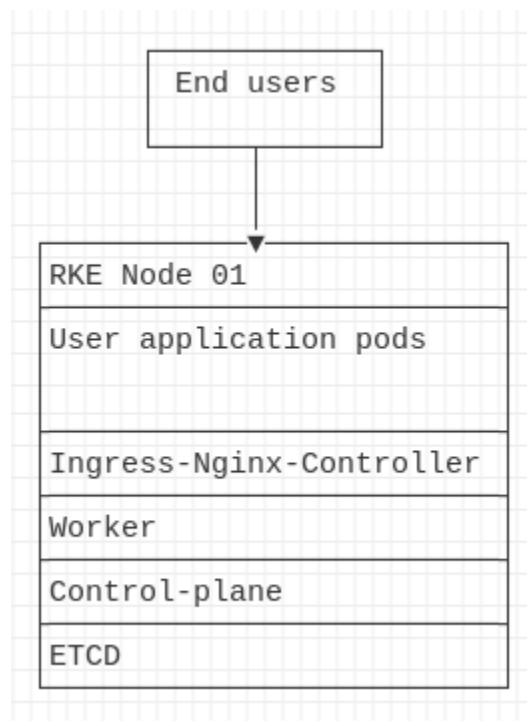 End users
RKE Node 01
User application pods
Ingress-Nginx-Controller
Worker
Control-plane
ETCD